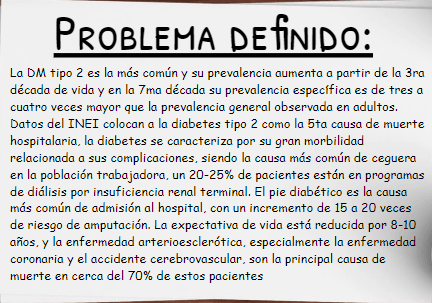 PROBLEMA DEFINIDO:
La DM tipo 2 es la más común y su prevalencia aumenta a partir de la 3ra
década de vida y en la 7ma década su prevalencia específica es de tres a
cuatro veces mayor que la prevalencia general observada en adultos.
Datos del INEI colocan a la diabetes tipo 2 como la 5ta causa de muerte
hospitalaria, la diabetes se caracteriza por su gran morbilidad
relacionada a sus complicaciones, siendo la causa más común de ceguera
en la población trabajadora, un 20-25% de pacientes están en programas
de diálisis por insuficiencia renal terminal. El pie diabético es la causa
más común de admisión al hospital, con un incremento de 15 a 20 veces
de riesgo de amputación. La expectativa de vida está reducida por 8-10
años, y la enfermedad arterioesclerótica, especialmente la enfermedad
coronaria y el accidente cerebrovascular, son la principal causa de
muerte en cerca del 70% de estos pacientes